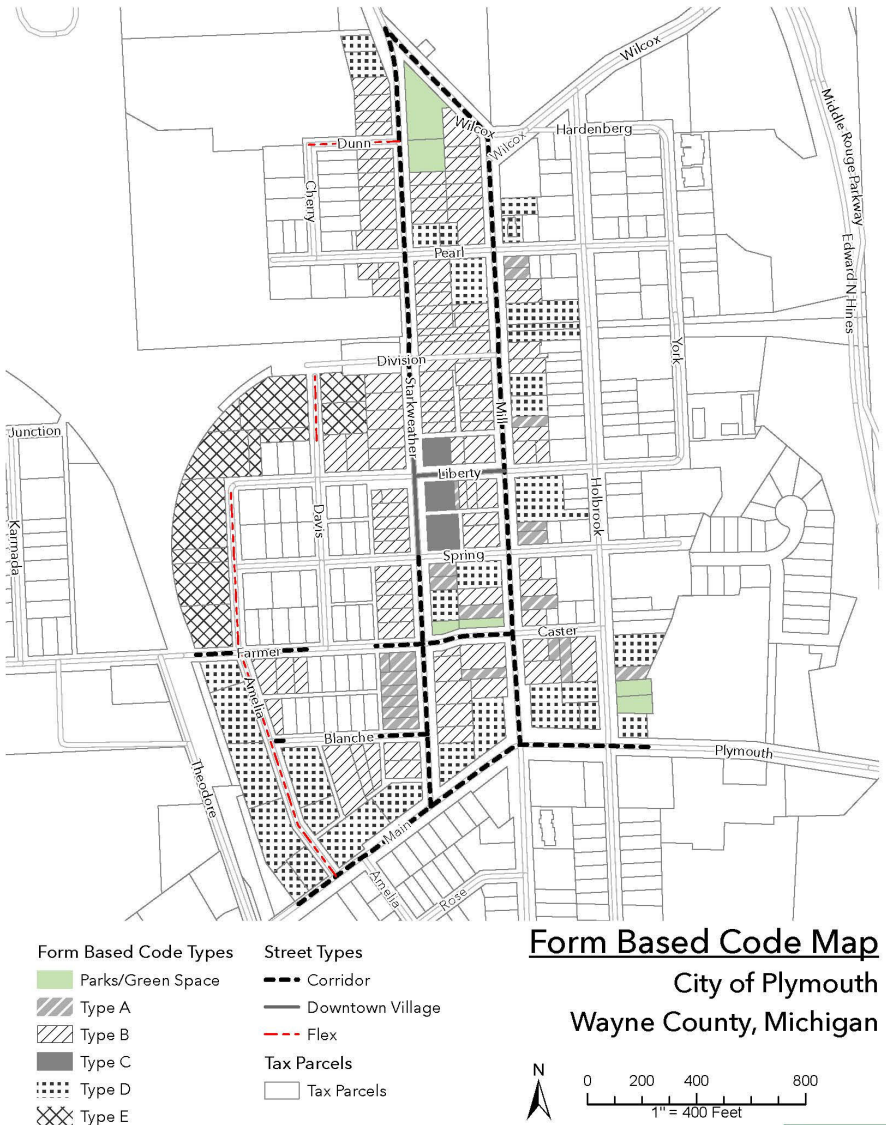 Wilcox
Wilcox
Wilcox
Hardenberg
Dunn
Cherry
Middle Rouge Parkway
Pearl
Edward N Hines
York
Division
Starkweather
Mill
Junction
Liberty
Karmada
Davis
Holbrook
Spring
Farmer
Caster
Amelia
Blanche
Plymouth
Theodore
Main
Amelia
Rose
Form Based Code Types
Parks/Green Space
Type A
Type B
Type C
Type D
Type E
Street Types
Corridor
Downtown Village
Flex
Tax Parcels
Tax Parcels
Form Based Code Map
City of Plymouth
Wayne County, Michigan
N
0 200 400 800
1" = 400 Feet